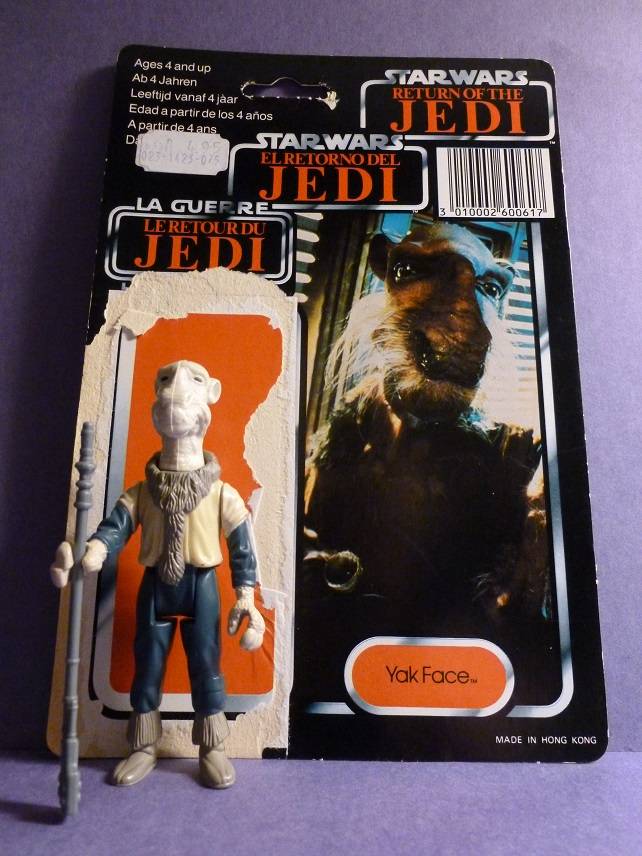 Ages 4 and up
Ab 4 Jahren
Leeftijd vanaf 4 jàar
Edad a partir de los 4 años
A partir de 4 ans
STAR WARS
RETURN OF THE
JEDI
STAR WARS
EL RETORNO DEL
JEDI
LA GUERRE
LE RETOUR DU
JEDI
3 010002 600617
Yak Face™
MADE IN HONG KONG